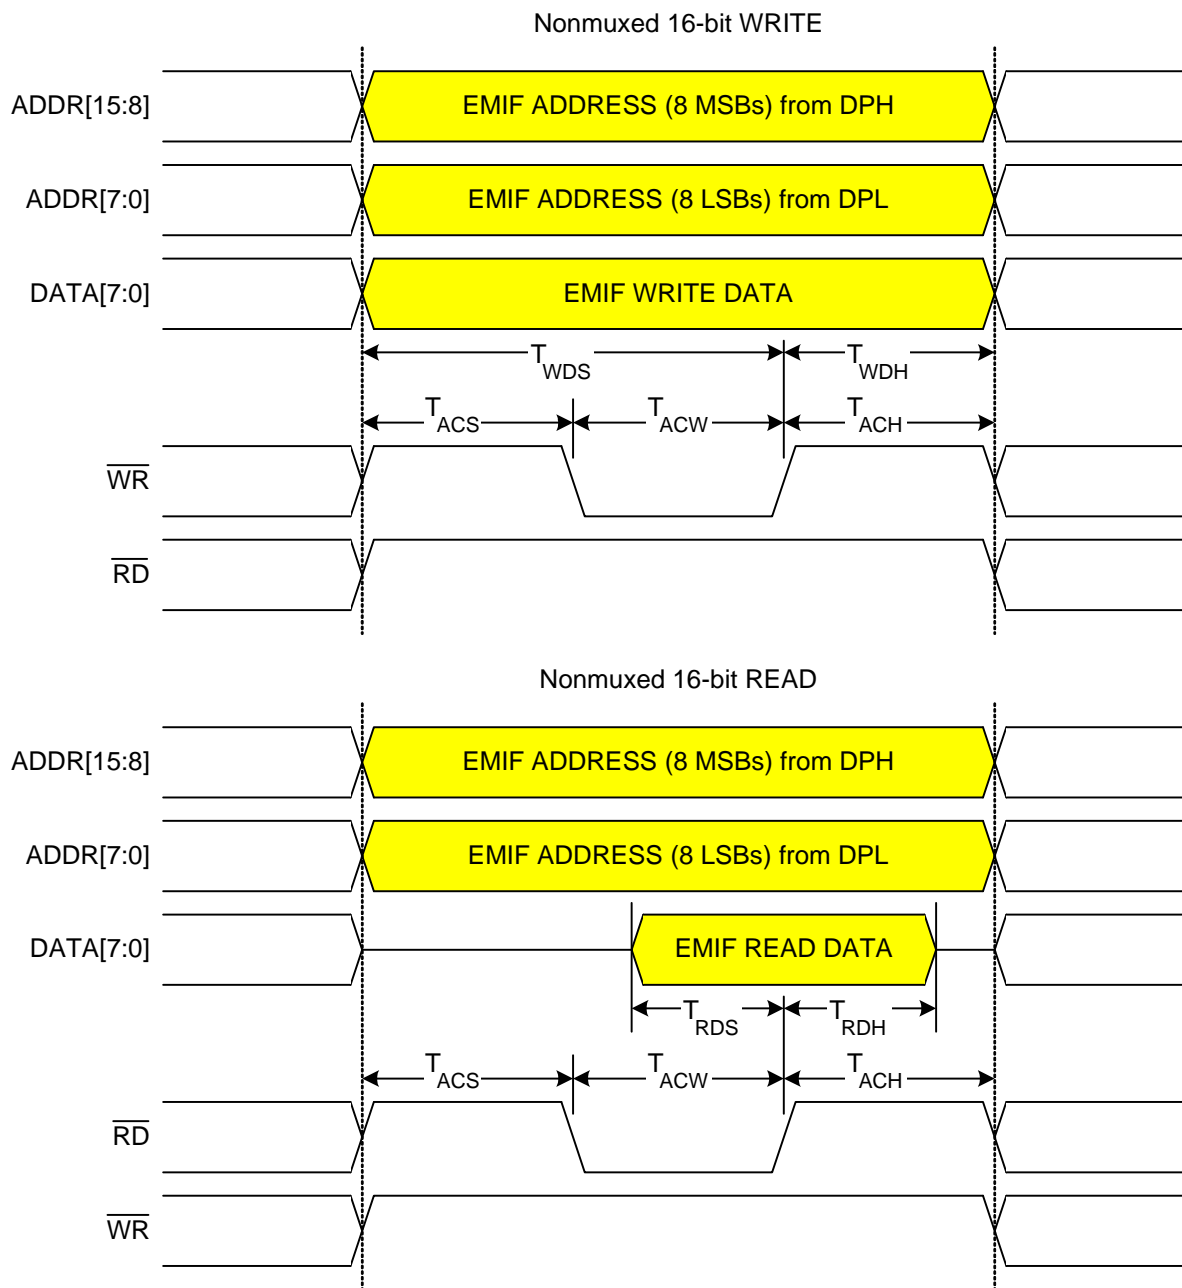 Nonmuxed 16-bit WRITE
ADDR[15:8]
EMIF ADDRESS (8 MSBs) from DPH
ADDR[7:0]
EMIF ADDRESS (8 LSBs) from DPL
DATA[7:0]
EMIF WRITE DATA
TWDS TWDH
TACS TACW TACH
WR
RD
Nonmuxed 16-bit READ
ADDR[15:8]
EMIF ADDRESS (8 MSBs) from DPH
ADDR[7:0]
EMIF ADDRESS (8 LSBs) from DPL
DATA[7:0]
EMIF READ DATA
TRDS TRDH
TACS TACW TACH
RD
WR